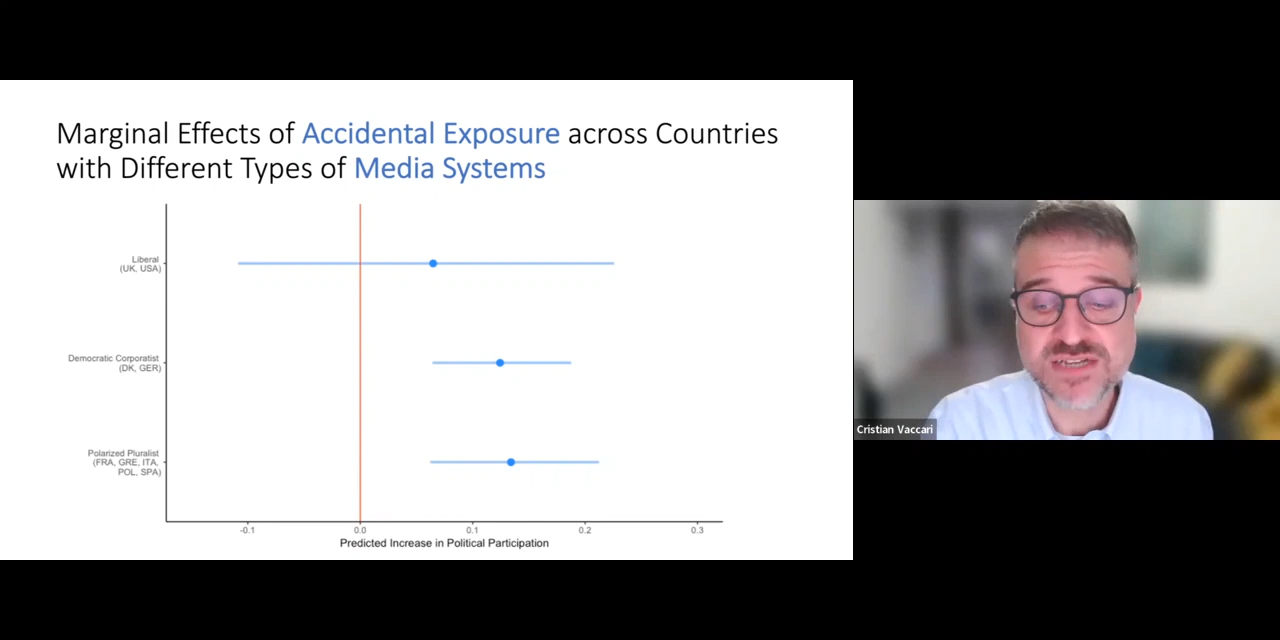 Marginal Effects of Accidental Exposure across Countries
with Different Types of Media Systems
Liberal
(UK, USA)
Democratic Corporatist
(DK, GER)
Polarized Pluralist
(FRA, GRE, ITA,
POL, SPA)
-0.1 0.0 0.1 0.2 0.3
Predicted Increase in Political Participation
Cristian Vaccari